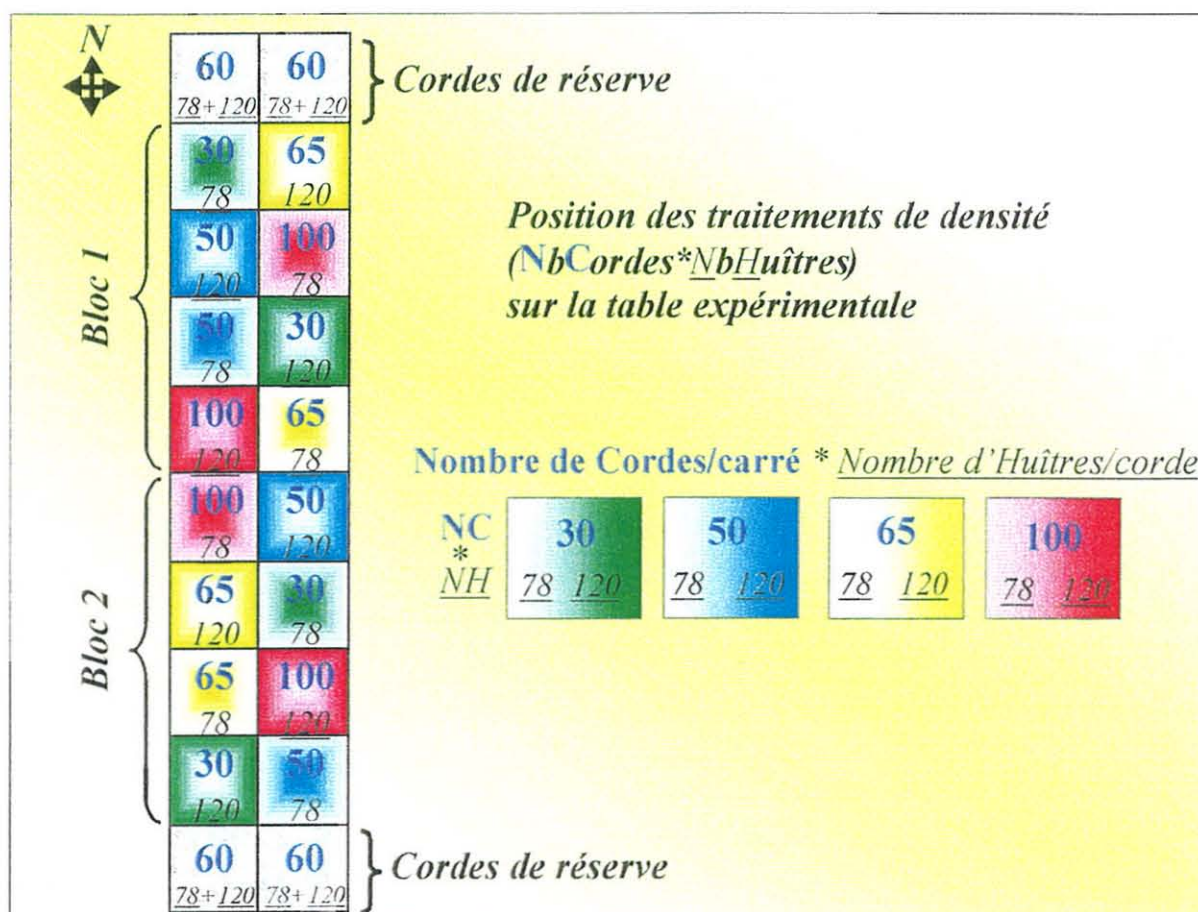 N
60 60
78+120 78+120
Cordes de réserve
Bloc 1
30 65
78 120
50 100
120 78
50 30
78 120
100 65
120 78
Position des traitements de densité
(NbCordes*NbHuîtres)
sur la table expérimentale
Nombre de Cordes/carré * Nombre d'Huîtres/corde
NC
*
NH
30 50 65 100
78 120 78 120 78 120 78 120
Bloc 2
100 50
78 120
65 30
120 78
65 100
78 120
30 50
120 78
60 60
78+120 78+120
Cordes de réserve